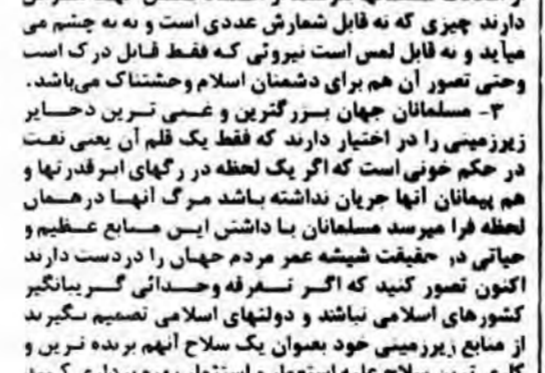 دارند چیزی که نه قابل شمارش عددی است و نه به چشم می
میآید و نه قابل لمس است نیروئی که فقط قابل درک است
وحتی تصور آن هم برای دشمنان اسلام وحشتناک می‌باشد.
۳- مسلمانان جهان بزرگترین و غنی ترین ذخایر
زیرزمینی را در اختیار دارند که فقط یک قلم آن یعنی نفت
در حکم خونی است که اگر یک لحظه در رگهای ابرقدرتها و
هم پیمانان آنها جریان نداشته باشد مرگ آنها درهمان
لحظه فرا میرسد مسلمانان با داشتن این منابع عظیم و
حیاتی در حقیقت شیشه عمر مردم جهان را دردست دارند
اکنون تصور کنید که اگر تفرقه وجدائی گریبانگیر
کشورهای اسلامی نباشند و دولتهای اسلامی تصمیم بگیرند
از منابع زیرزمینی خود بعنوان یک سلاح آنهم برنده ترین و